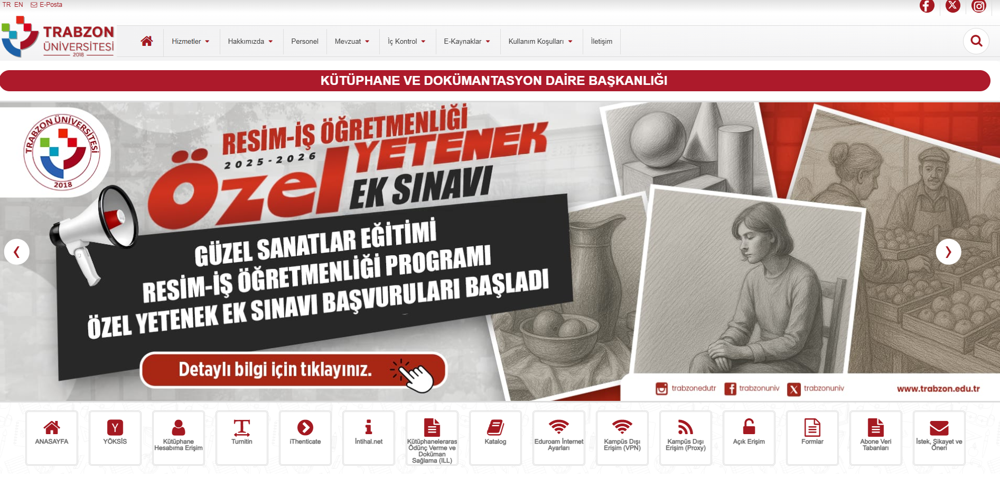 TR EN E-Posta
TRABZON
ÜNİVERSİTESİ
2018
Hizmetler Hakkımızda Personel Mevzuat İç Kontrol E-Kaynaklar Kullanım Koşulları İletişim
KÜTÜPHANE VE DOKÜMANTASYON DAİRE BAŞKANLIĞI
TRABZON ÜNİVERSİTESİ
2018
RESİM-İŞ ÖĞRETMENLİĞİ
2025-2026
Özel YETENEK
EK SINAVI
GÜZEL SANATLAR EĞİTİMİ
RESİM-İŞ ÖĞRETMENLİĞİ PROGRAMI
ÖZEL YETENEK EK SINAVI BAŞVURULARI BAŞLADI
Detaylı bilgi için tıklayınız.
trabzonedutr trabzonuniv trabzonuniv www.trabzon.edu.tr
ANASAYFA
YÖKSİS
Kütüphane
Hesabıma Erişim
Turnitin
iThenticate
İntihal.net
Kütüphaneleraras
Ödünç Verme ve
Doküman
Sağlama (ILL)
Katalog
Eduroam İnternet
Ayarları
Kampüs Dışı
Erişim (VPN)
Kampüs Dışı
Erişim (Proxy)
Açık Erişim
Formlar
Abone Veri
Tabanları
İstek, Şikayet ve
Öneri